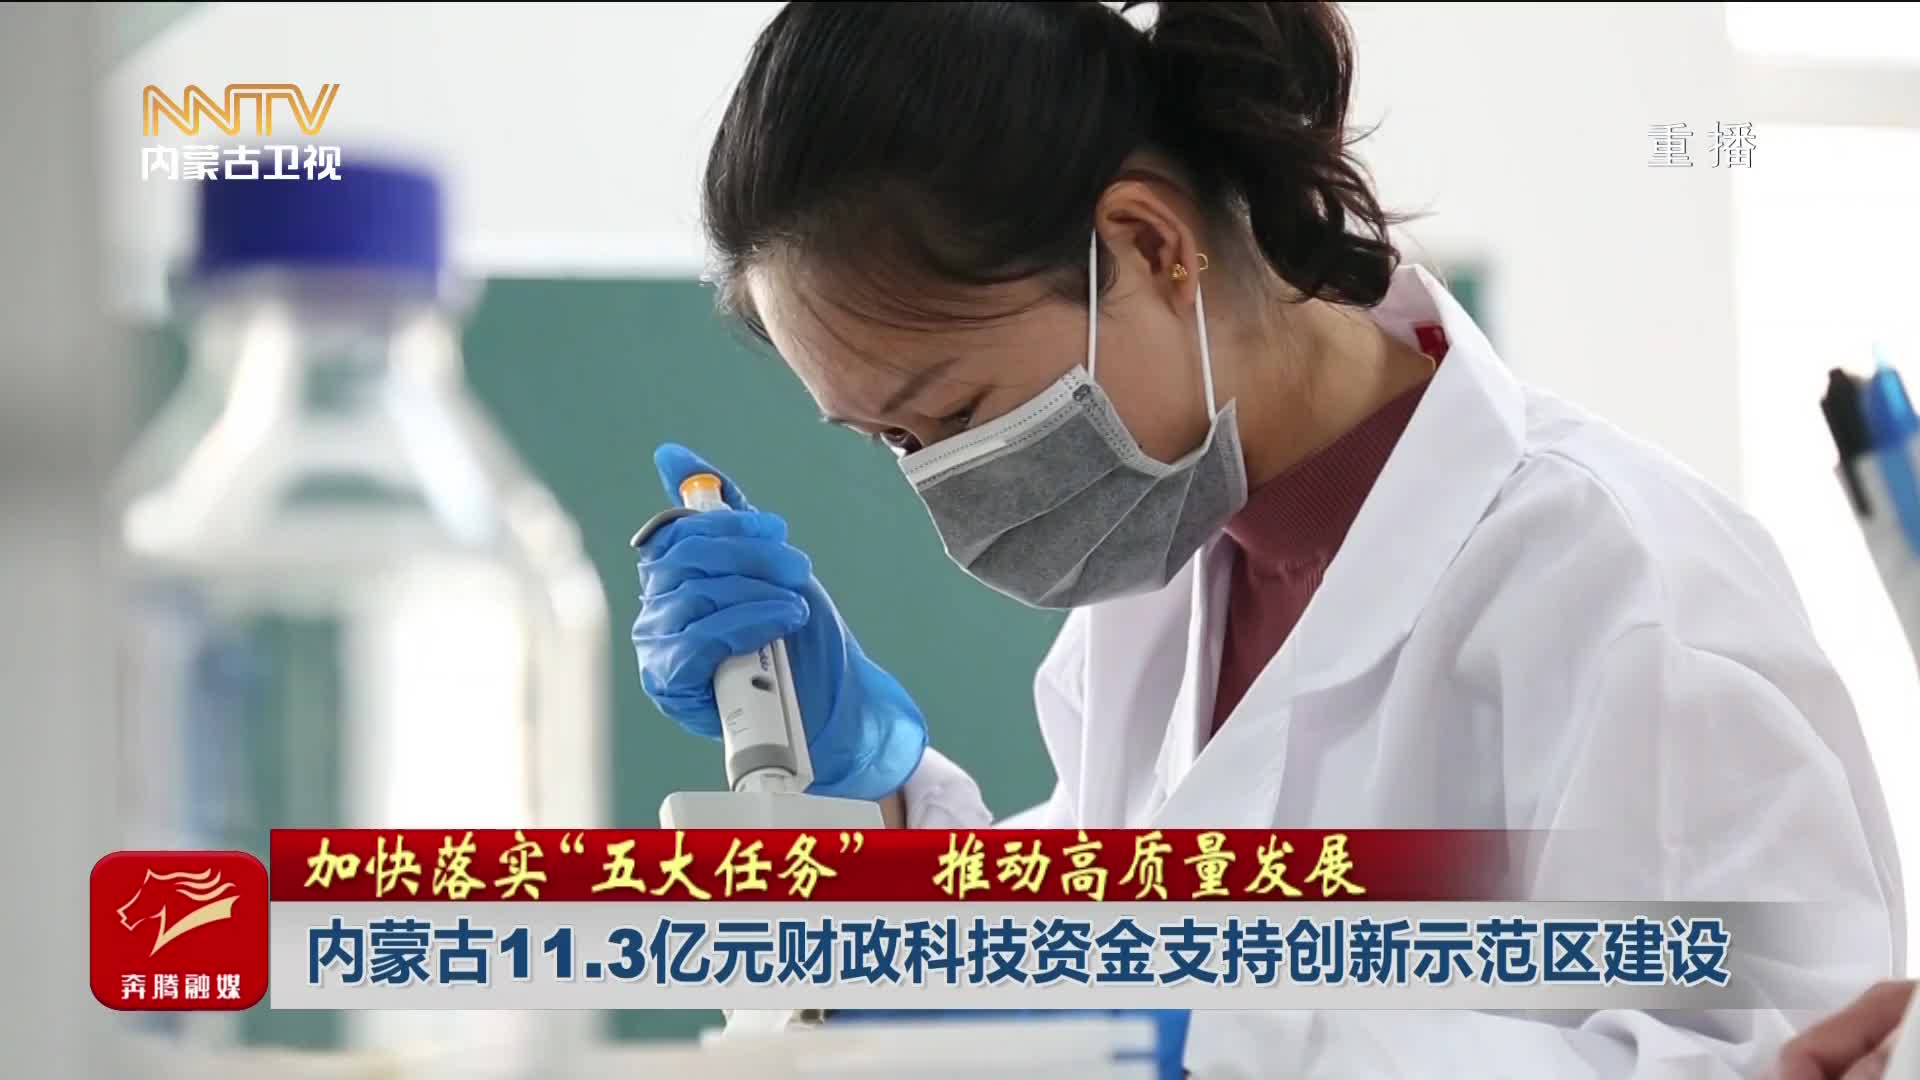 NNTV
内蒙古卫视
重播
加快落实“五大任务” 推动高质量发展
内蒙古11.3亿元财政科技资金支持创新示范区建设
奔腾融媒